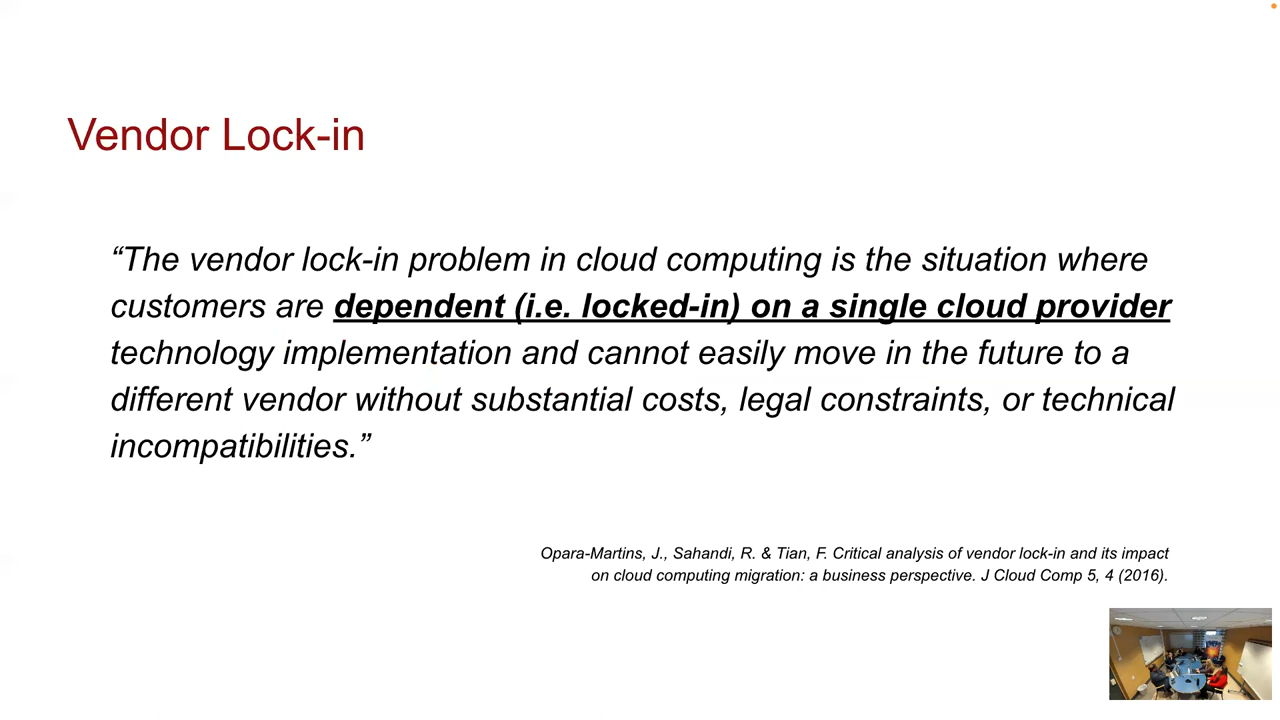 Vendor Lock-in
“The vendor lock-in problem in cloud computing is the situation where
customers are dependent (i.e. locked-in) on a single cloud provider
technology implementation and cannot easily move in the future to a
different vendor without substantial costs, legal constraints, or technical
incompatibilities.”
Opara-Martins, J., Sahandi, R. & Tian, F. Critical analysis of vendor lock-in and its impact
on cloud computing migration: a business perspective. J Cloud Comp 5, 4 (2016).